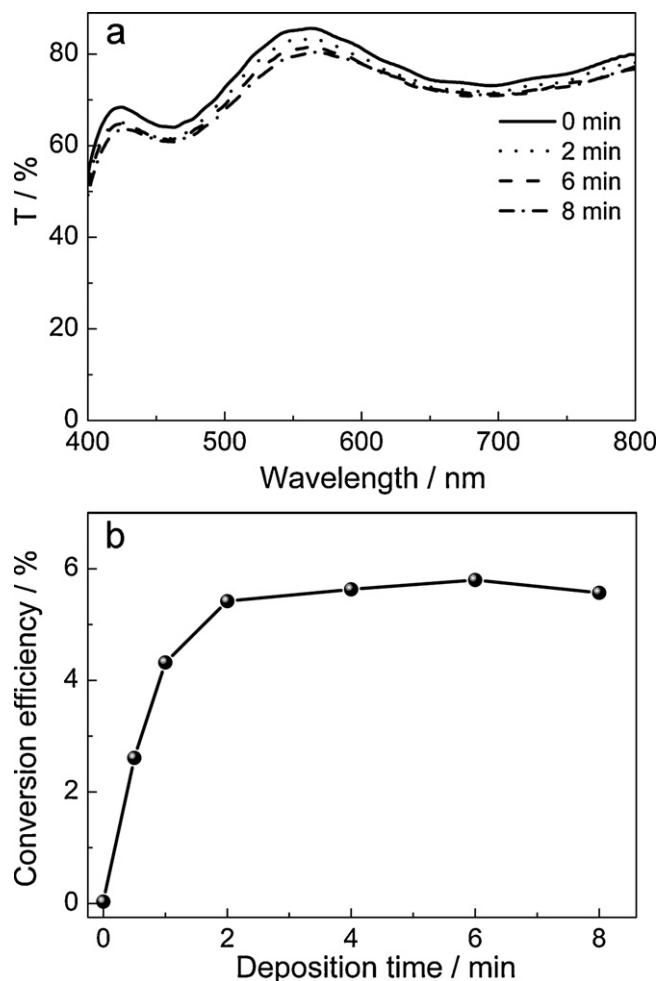 a
T / %
80
60
40
20
0
0 min
2 min
6 min
8 min
400 500 600 700 800
Wavelength / nm
b
Conversion efficiency / %
6
4
2
0
0 2 4 6 8
Deposition time / min